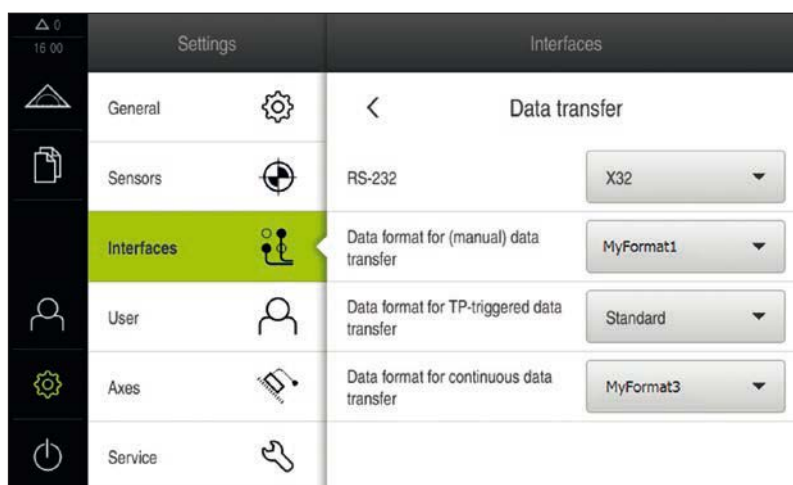 0
16 00
Settings
Interfaces
General
Sensors
Interfaces
User
Axes
Service
Data transfer
RS-232
X32
Data format for (manual) data
transfer
MyFormat1
Data format for TP-triggered data
transfer
Standard
Data format for continuous data
transfer
MyFormat3